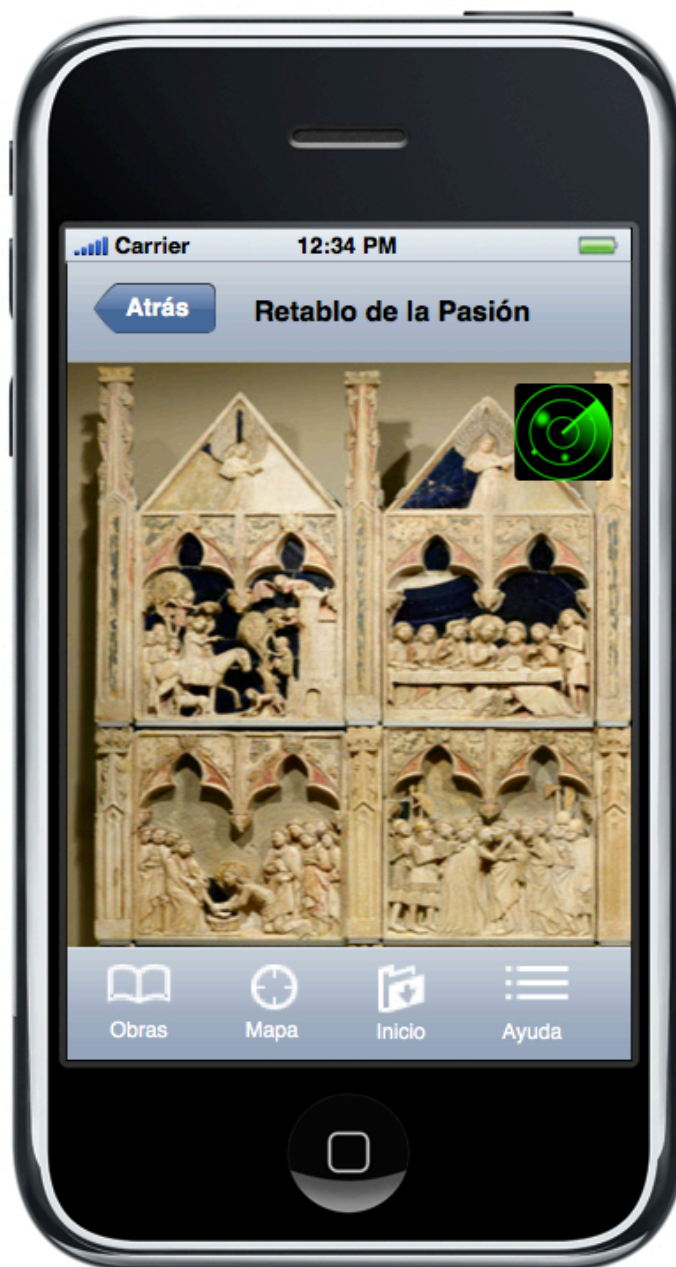 Carrier 12:34 PM
Atrás Retablo de la Pasión
Obras Mapa Inicio Ayuda